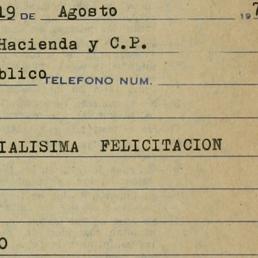 19 DE Agosto 197
Hacienda y C.P.
blico TELEFONO NUM.
IALISIMA FELICITACION
O